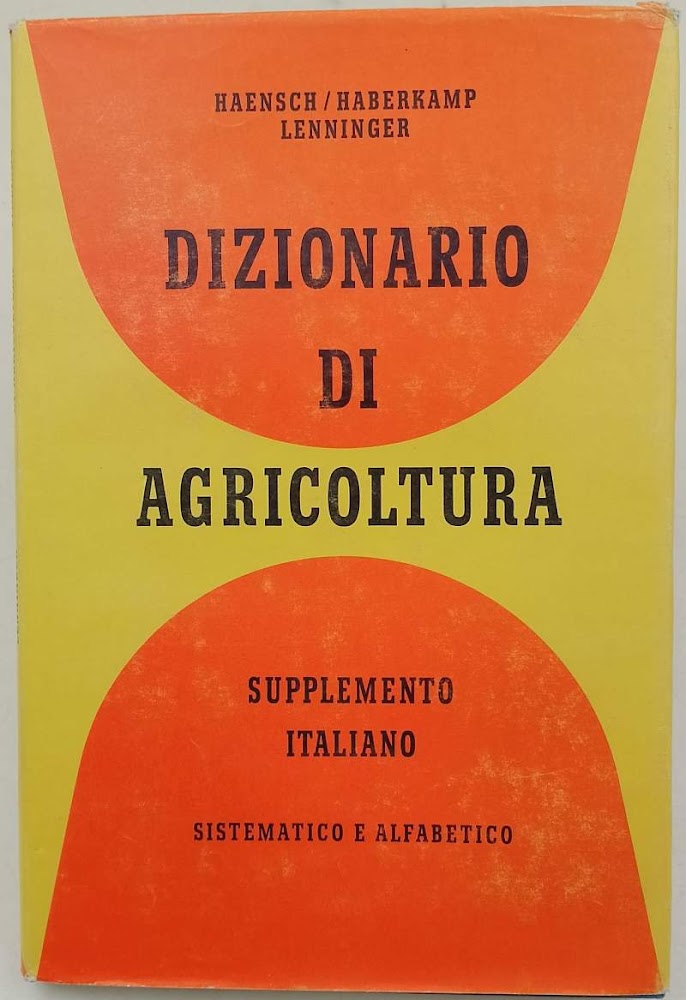 HAENSCH / HABERKAMP
LENNINGER
DIZIONARIO
DI
AGRICOLTURA
SUPPLEMENTO
ITALIANO
SISTEMATICO E ALFABETICO